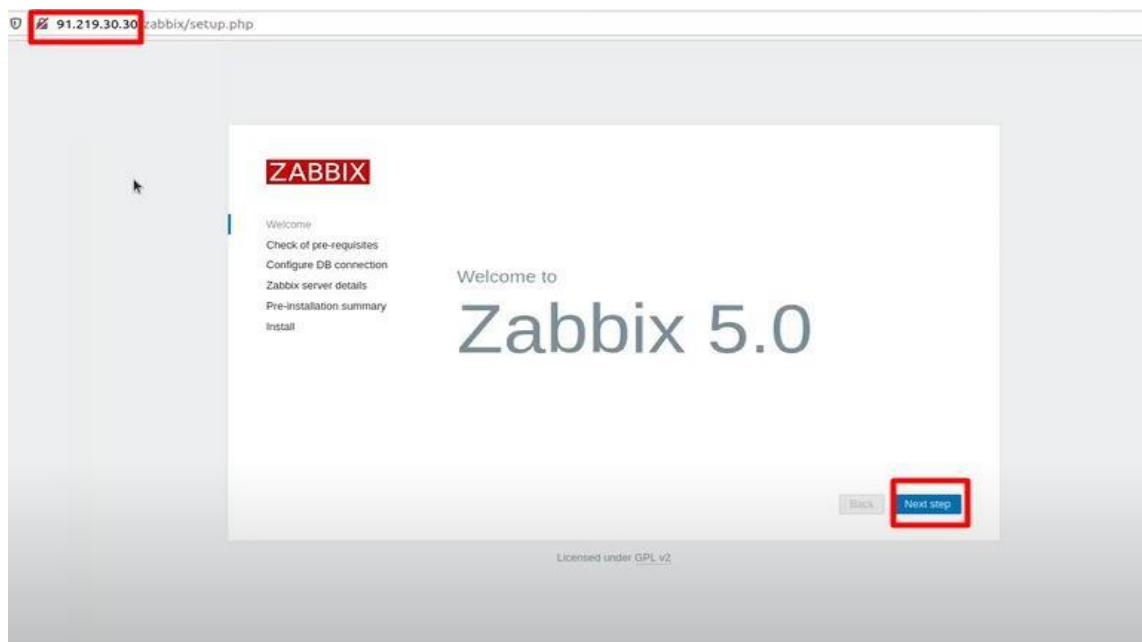 91.219.30.30/zabbix/setup.php
ZABBIX
Welcome
Check of pre-requisites
Configure DB connection
Zabbix server details
Pre-installation summary
Install
Welcome to
Zabbix 5.0
Back
Next step
Licensed under GPL v2